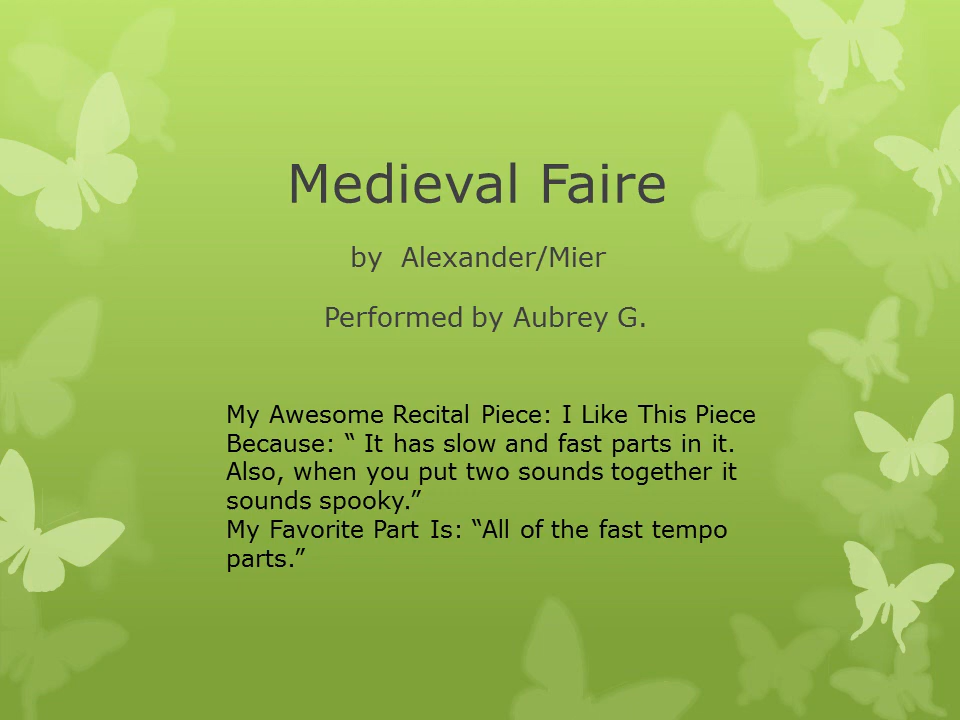 Medieval Faire
by  Alexander/Mier
Performed by Aubrey G.
My Awesome Recital Piece: I Like This Piece
Because: “ It has slow and fast parts in it.
Also, when you put two sounds together it
sounds spooky.”
My Favorite Part Is: “All of the fast tempo
parts.”